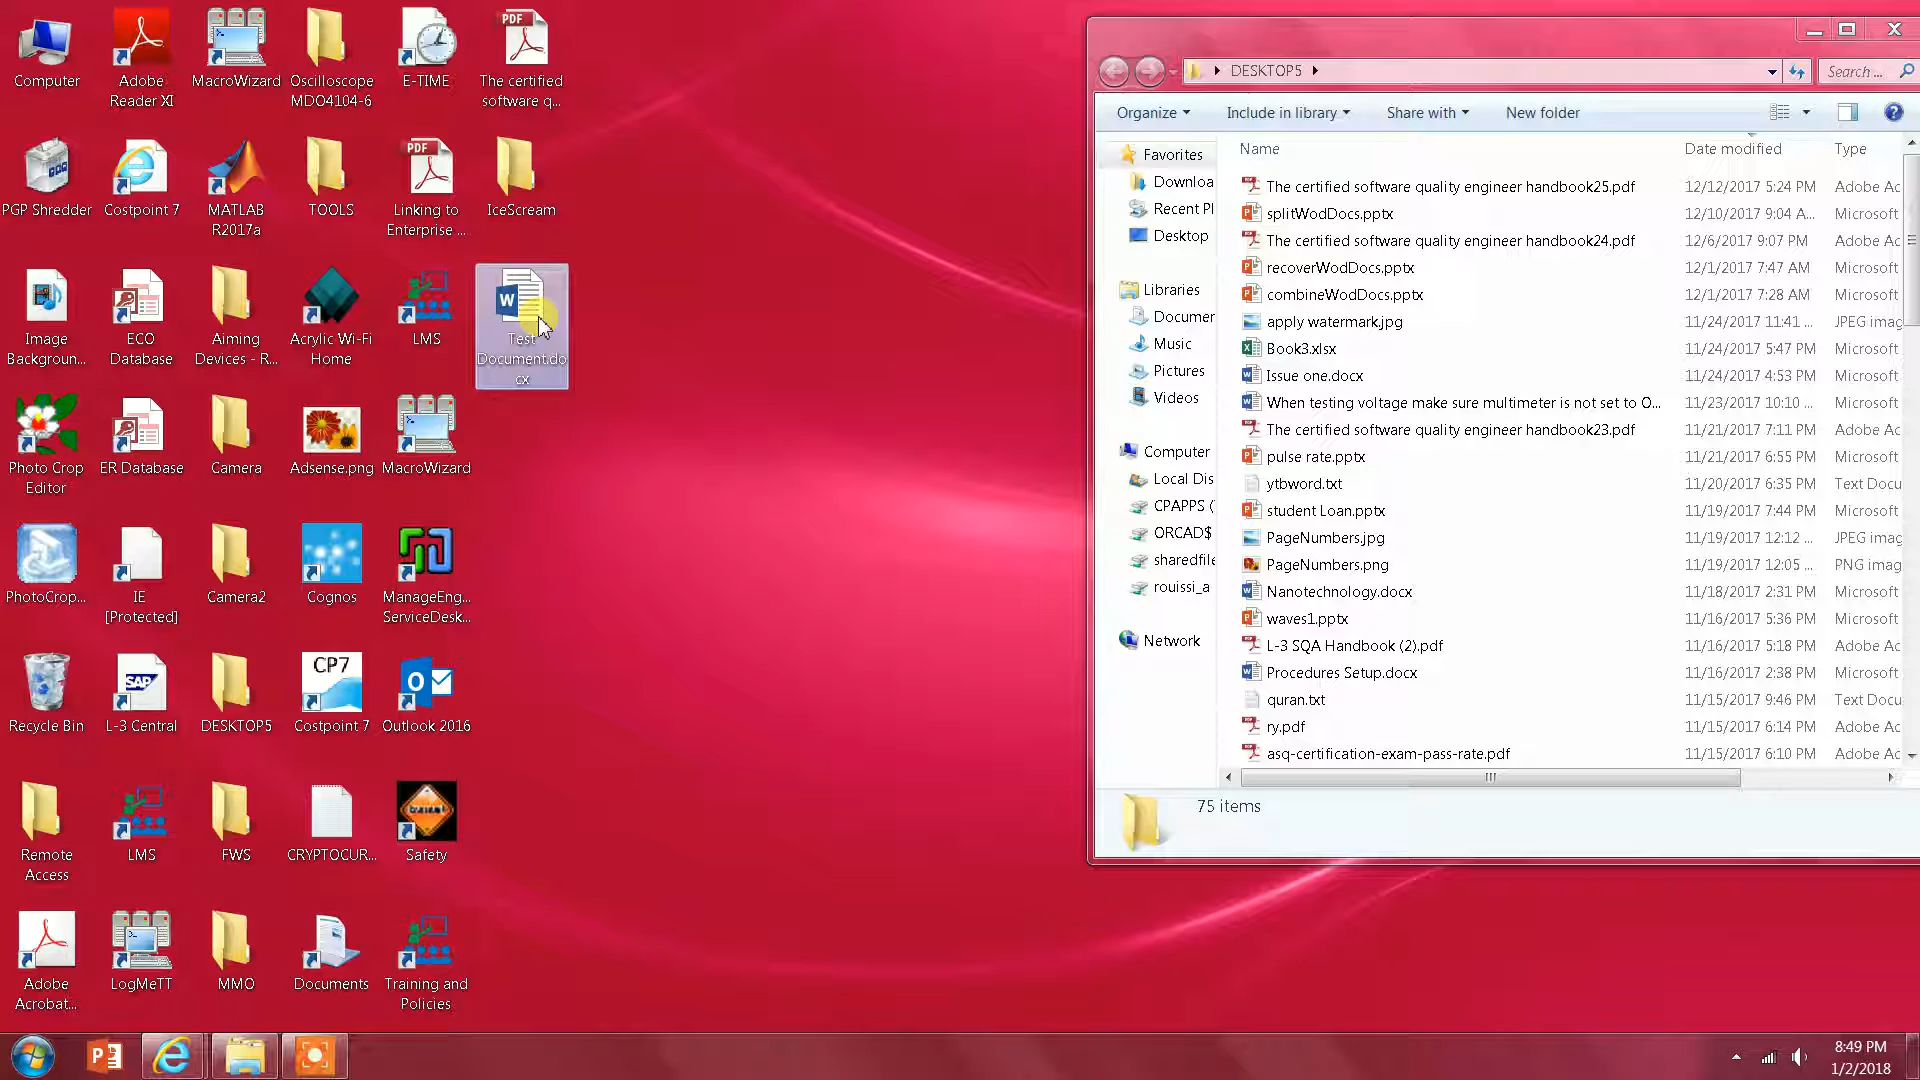 Computer
Adobe
Reader XI
MacroWizard
Oscilloscope
MDO4104-6
E-TIME
PDF
The certified
software q...
PGP Shredder
Costpoint 7
MATLAB
R2017a
TOOLS
PDF
Linking to
Enterprise ...
IceScream
Image
Backgroun...
ECO
Database
Aiming
Devices - R...
Acrylic Wi-Fi
Home
LMS
W
Test
Document.do
cx
Photo Crop
Editor
ER Database
Camera
Adsense.png
MacroWizard
PhotoCrop...
IE
[Protected]
Camera2
Cognos
ManageEng...
ServiceDesk...
Recycle Bin
SAP
L-3 Central
DESKTOP5
CP7
Costpoint 7
Outlook 2016
Remote
Access
LMS
FWS
CRYPTOCUR...
Safety
Adobe
Acrobat...
LogMeTT
MMO
Documents
Training and
Policies
DESKTOP5
Search ...
Organize
Include in library
Share with
New folder
Favorites
Downloa
Recent Pl
Desktop
Libraries
Documer
Music
Pictures
Videos
Computer
Local Dis
CPAPPS (
ORCAD$
sharedfile
rouissi_a
Network
Name Date modified Type
The certified software quality engineer handbook25.pdf 12/12/2017 5:24 PM Adobe Ac
splitWodDocs.pptx 12/10/2017 9:04 A... Microsoft
The certified software quality engineer handbook24.pdf 12/6/2017 9:07 PM Adobe Ac
recoverWodDocs.pptx 12/1/2017 7:47 AM Microsoft
combineWodDocs.pptx 12/1/2017 7:28 AM Microsoft
apply watermark.jpg 11/24/2017 11:41 ... JPEG imag
Book3.xlsx 11/24/2017 5:47 PM Microsoft
Issue one.docx 11/24/2017 4:53 PM Microsoft
When testing voltage make sure multimeter is not set to O... 11/23/2017 10:10 ... Microsoft
The certified software quality engineer handbook23.pdf 11/21/2017 7:11 PM Adobe Ac
pulse rate.pptx 11/21/2017 6:55 PM Microsoft
ytbword.txt 11/20/2017 6:35 PM Text Docu
student Loan.pptx 11/19/2017 7:44 PM Microsoft
PageNumbers.jpg 11/19/2017 12:12 ... JPEG imag
PageNumbers.png 11/19/2017 12:05 ... PNG imag
Nanotechnology.docx 11/18/2017 2:31 PM Microsoft
waves1.pptx 11/16/2017 5:36 PM Microsoft
L-3 SQA Handbook (2).pdf 11/16/2017 5:18 PM Adobe Ac
Procedures Setup.docx 11/16/2017 2:38 PM Microsoft
quran.txt 11/15/2017 9:46 PM Text Docu
ry.pdf 11/15/2017 6:14 PM Adobe Ac
asq-certification-exam-pass-rate.pdf 11/15/2017 6:10 PM Adobe Ac
75 items
8:49 PM
1/2/2018